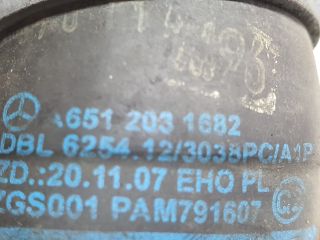 A651 203 1682
DBL 6254.12/3038PC/A1P
ZD.:20.11.07 EHO PL
ZGS001 PAM791607